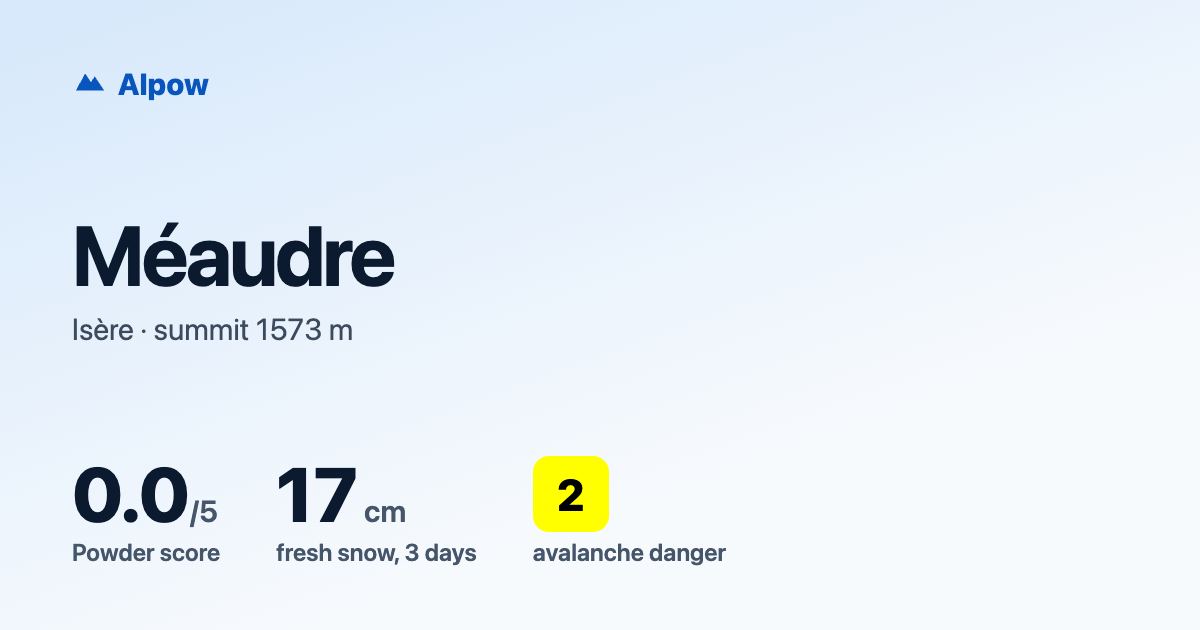 Alpow
Méaudre
Isère · summit 1573 m
0.0/5
Powder score
17 cm
fresh snow, 3 days
2
avalanche danger